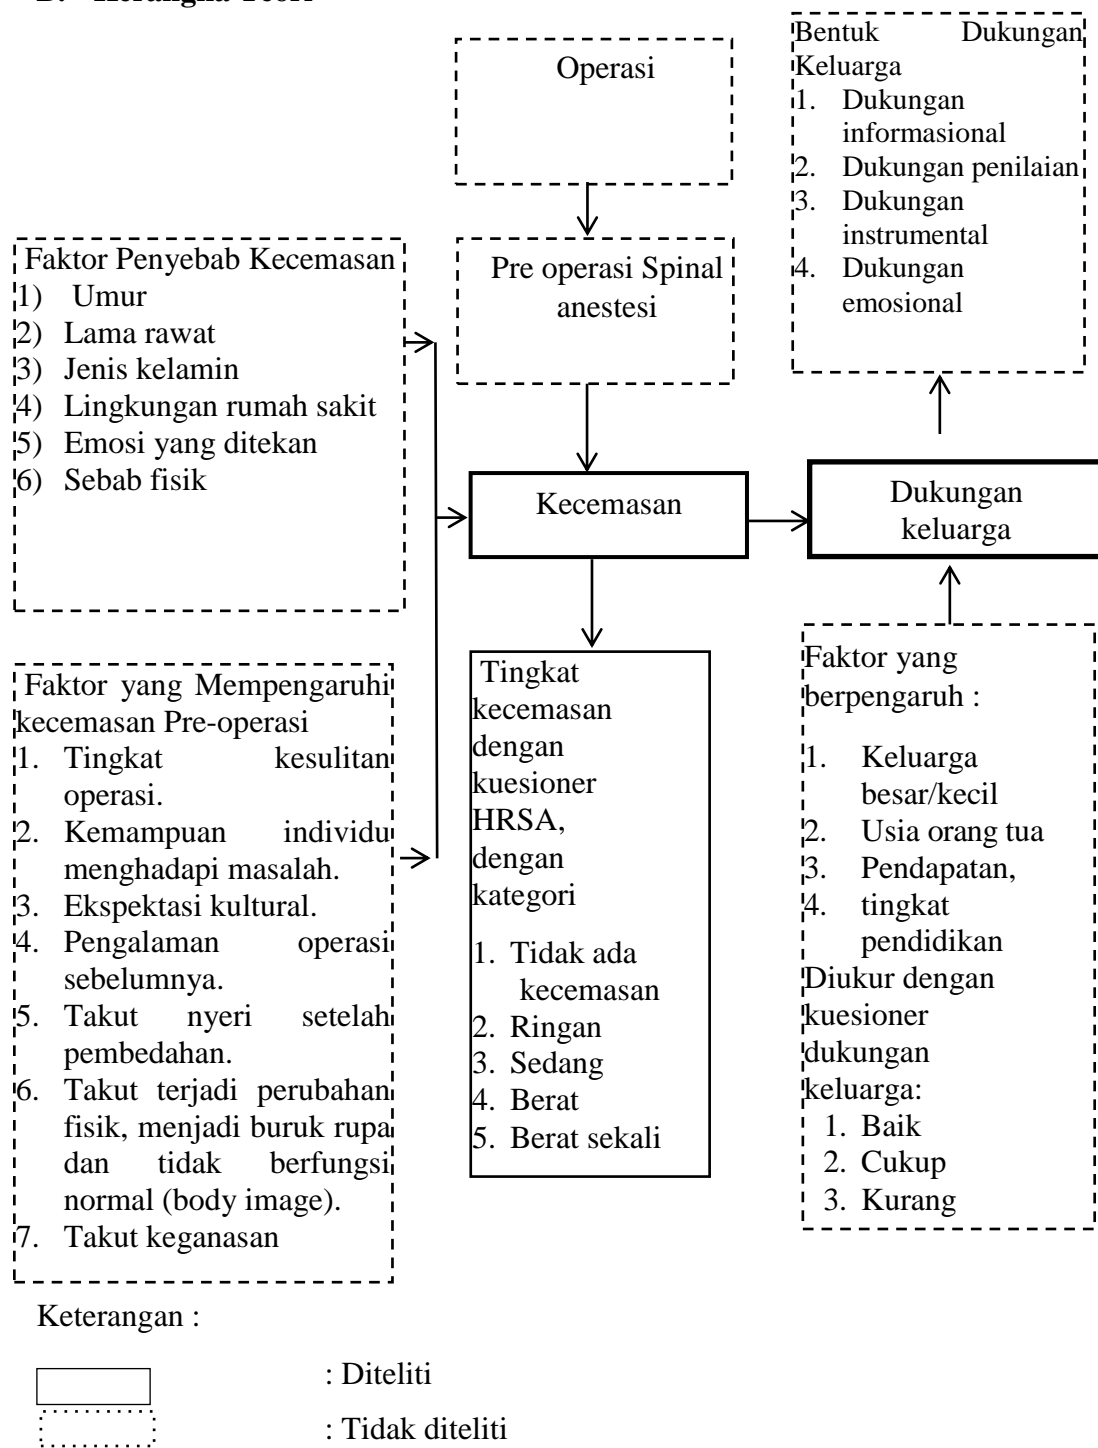 Operasi
Pre operasi Spinal
anestesi
Bentuk Dukungan
Keluarga
1. Dukungan
informasional
2. Dukungan penilaian
3. Dukungan
instrumental
4. Dukungan
emosional
Faktor Penyebab Kecemasan
1) Umur
2) Lama rawat
3) Jenis kelamin
4) Lingkungan rumah sakit
5) Emosi yang ditekan
6) Sebab fisik
Kecemasan
Dukungan
keluarga
Faktor yang Mempengaruhi
kecemasan Pre-operasi
1. Tingkat kesulitan
operasi.
2. Kemampuan individu
menghadapi masalah.
3. Ekspektasi kultural.
4. Pengalaman operasi
sebelumnya.
5. Takut nyeri setelah
pembedahan.
6. Takut terjadi perubahan
fisik, menjadi buruk rupa
dan tidak berfungsi
normal (body image).
7. Takut keganasan
Tingkat
kecemasan
dengan
kuesioner
HRSA,
dengan
kategori
1. Tidak ada
kecemasan
2. Ringan
3. Sedang
4. Berat
5. Berat sekali
Faktor yang
berpengaruh :
1. Keluarga
besar/kecil
2. Usia orang tua
3. Pendapatan,
4. tingkat
pendidikan
Diukur dengan
kuesioner
dukungan
keluarga:
1. Baik
2. Cukup
3. Kurang
Keterangan :
: Diteliti
: Tidak diteliti